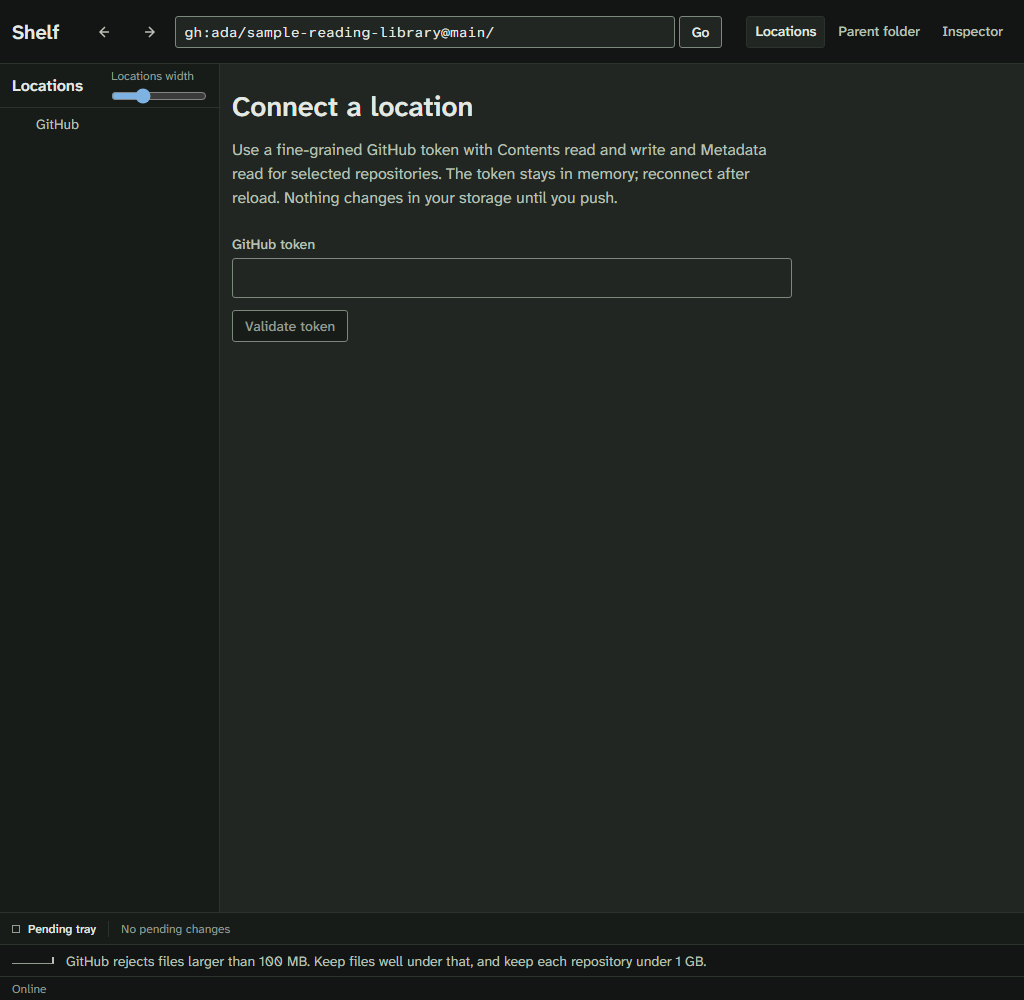 Shelf
gh:ada/sample-reading-library@main/
Go
Locations
Parent folder
Inspector
Locations
Locations width
GitHub
Connect a location
Use a fine-grained GitHub token with Contents read and write and Metadata
read for selected repositories. The token stays in memory; reconnect after
reload. Nothing changes in your storage until you push.
GitHub token
Validate token
Pending tray
No pending changes
GitHub rejects files larger than 100 MB. Keep files well under that, and keep each repository under 1 GB.
Online